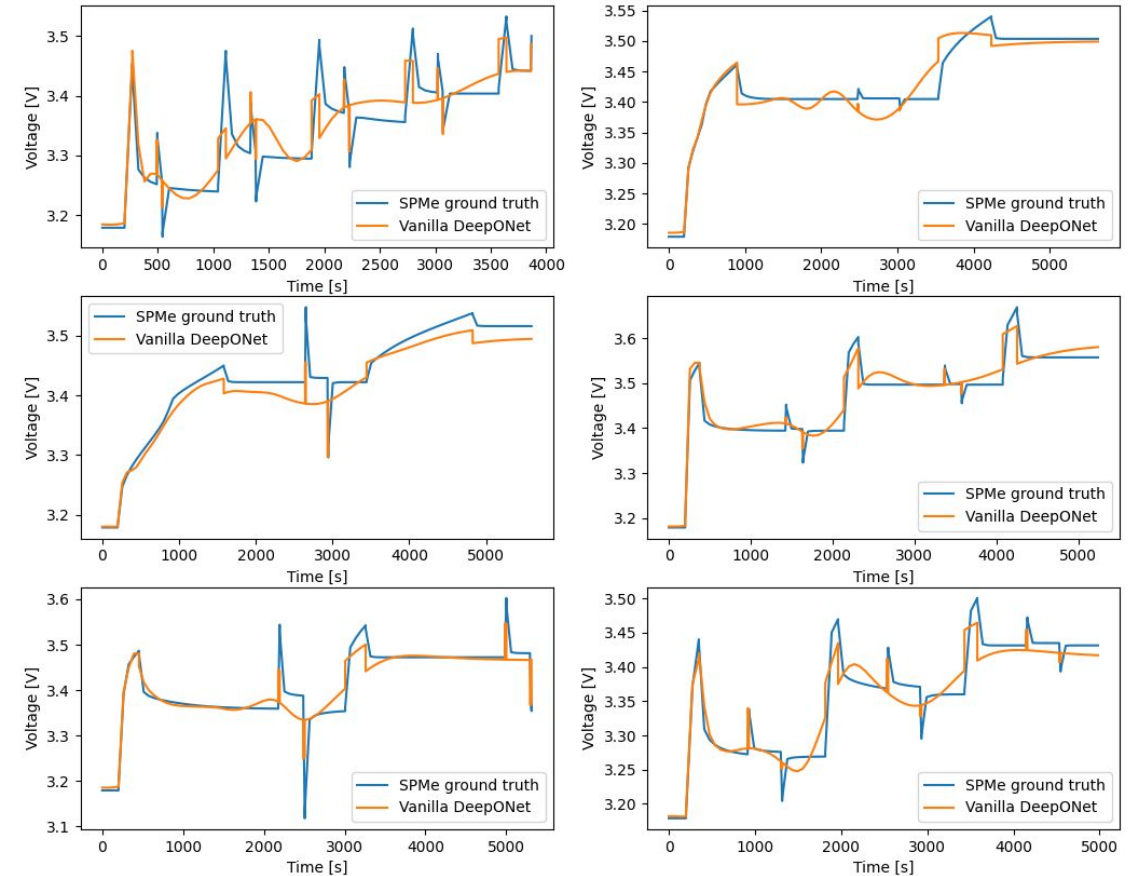 3.5
3.4
3.3
3.2
Voltage [V]
SPMe ground truth
Vanilla DeepONet
0 500 1000 1500 2000 2500 3000 3500 4000
Time [s]
3.55
3.50
3.45
3.40
3.35
3.30
3.25
3.20
Voltage [V]
SPMe ground truth
Vanilla DeepONet
0 1000 2000 3000 4000 5000
Time [s]
3.5
3.4
3.3
3.2
Voltage [V]
SPMe ground truth
Vanilla DeepONet
0 1000 2000 3000 4000 5000
Time [s]
3.6
3.5
3.4
3.3
3.2
Voltage [V]
SPMe ground truth
Vanilla DeepONet
0 1000 2000 3000 4000 5000
Time [s]
3.6
3.5
3.4
3.3
3.2
3.1
Voltage [V]
SPMe ground truth
Vanilla DeepONet
0 1000 2000 3000 4000 5000
Time [s]
3.50
3.45
3.40
3.35
3.30
3.25
3.20
Voltage [V]
SPMe ground truth
Vanilla DeepONet
0 1000 2000 3000 4000 5000
Time [s]